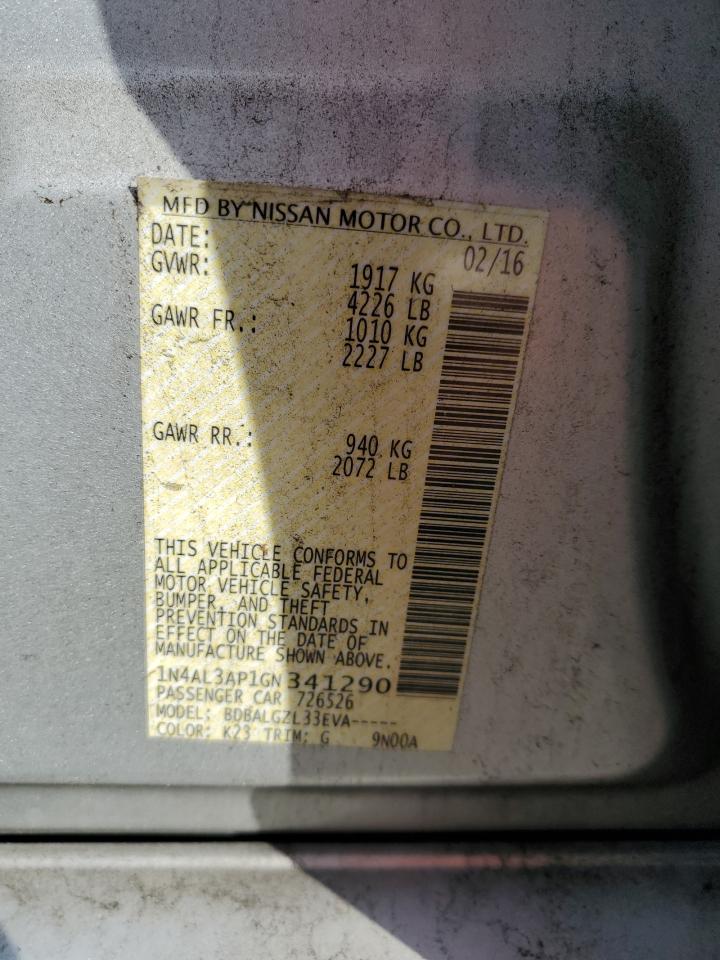 MFD BY NISSAN MOTOR CO., LTD.
DATE: 02/16
GVWR: 1917 KG
4226 LB
GAWR FR.: 1010 KG
2227 LB
GAWR RR.: 940 KG
2072 LB
THIS VEHICLE CONFORMS TO
ALL APPLICABLE FEDERAL
MOTOR VEHICLE SAFETY,
BUMPER, AND THEFT
PREVENTION STANDARDS IN
EFFECT ON THE DATE OF
MANUFACTURE SHOWN ABOVE.
1N4AL3AP1GN341290
PASSENGER CAR 726526
MODEL: BDBALGZL33EVA-----
COLOR: K23 TRIM: G 9N00A